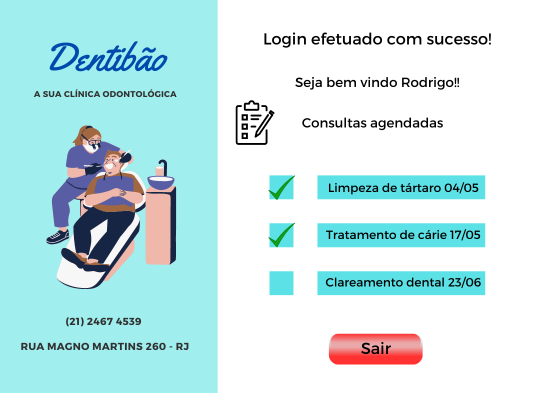 Dentibão
A SUA CLÍNICA ODONTOLÓGICA
(21) 2467 4539
RUA MAGNO MARTINS 260 - RJ
Login efetuado com sucesso!
Seja bem vindo Rodrigo!!
Consultas agendadas
Limpeza de tártaro 04/05
Tratamento de cárie 17/05
Clareamento dental 23/06
Sair